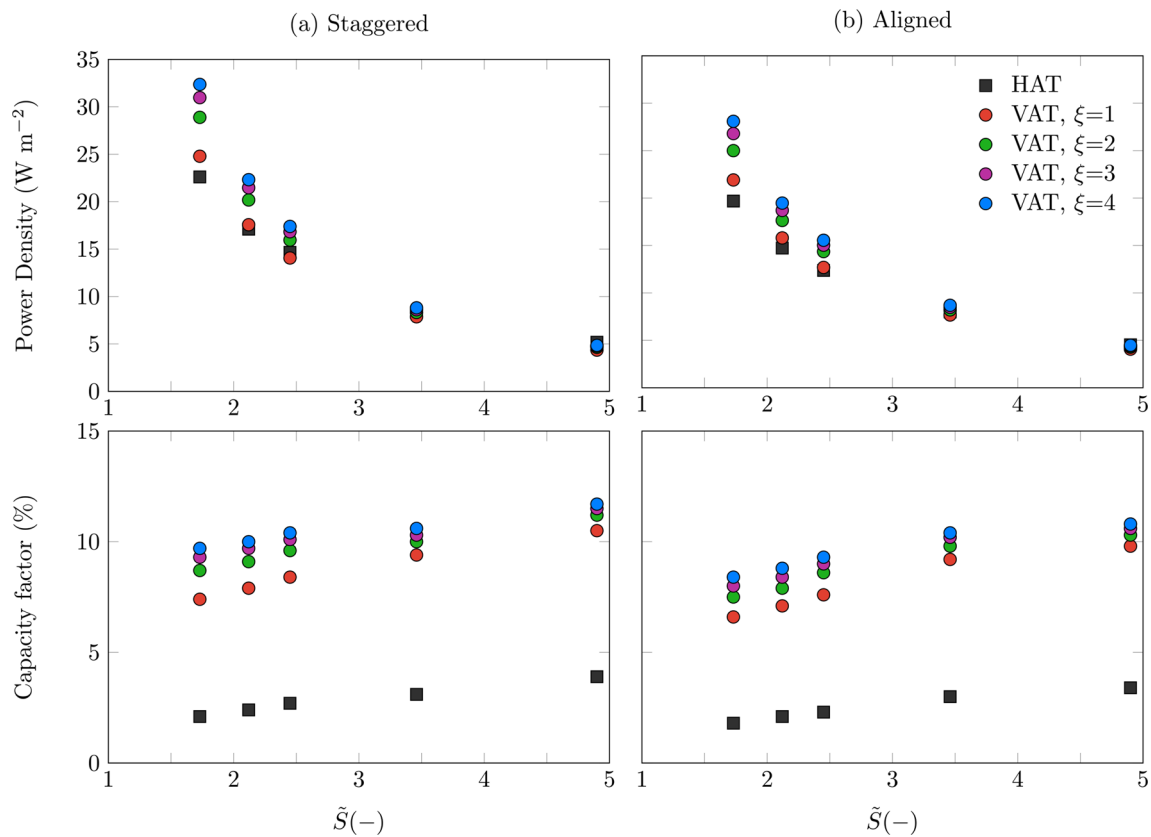 (a) Staggered
(b) Aligned
Power Density (W m⁻²)
35
30
25
20
15
10
5
0
1 2 3 4 5
HAT
VAT, ξ=1
VAT, ξ=2
VAT, ξ=3
VAT, ξ=4
1 2 3 4 5
Capacity factor (%)
15
10
5
0
1 2 3 4 5
S̃(−)
1 2 3 4 5
S̃(−)